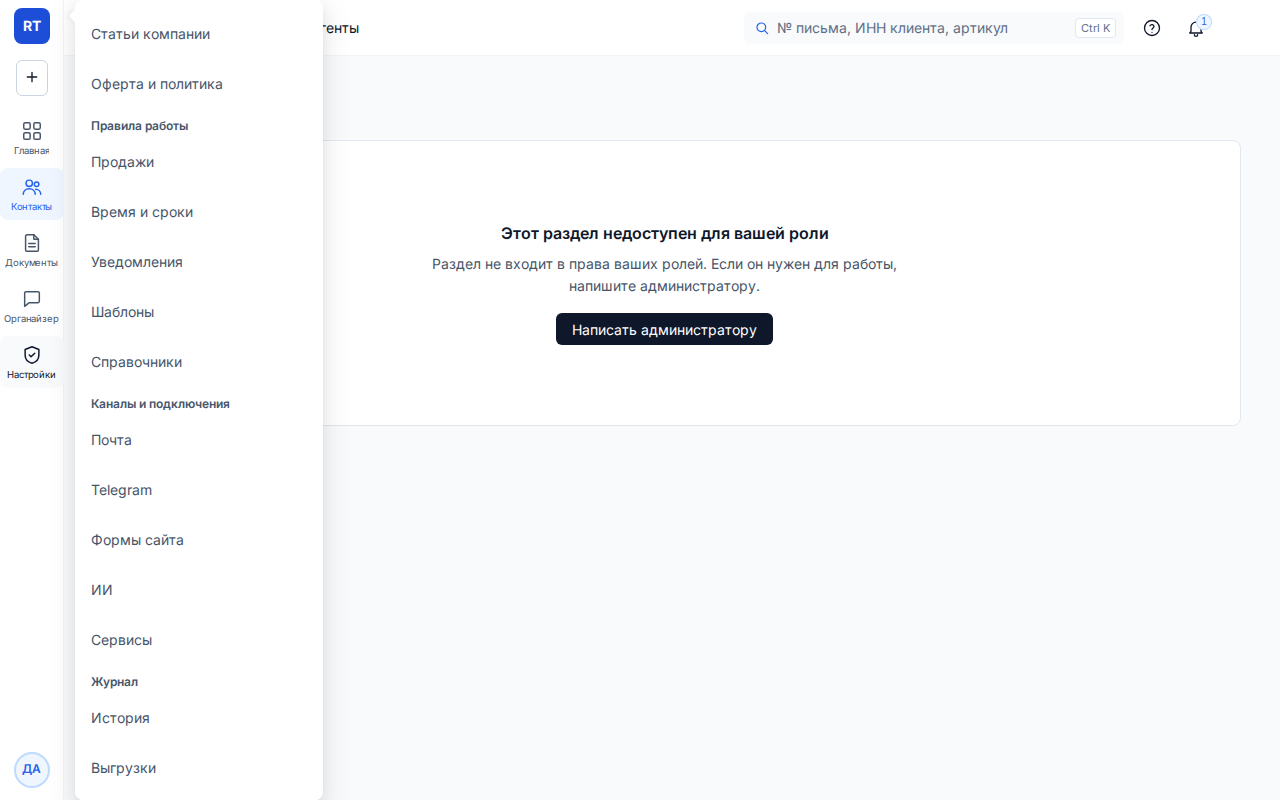 RT
Главная
Контакты
Документы
Органайзер
Настройки
ДА
Статьи компании
Оферта и политика
Правила работы
Продажи
Время и сроки
Уведомления
Шаблоны
Справочники
Каналы и подключения
Почта
Telegram
Формы сайта
ИИ
Сервисы
Журнал
История
Выгрузки
генты
№ письма, ИНН клиента, артикул
Ctrl K
1
Этот раздел недоступен для вашей роли
Раздел не входит в права ваших ролей. Если он нужен для работы,
напишите администратору.
Написать администратору